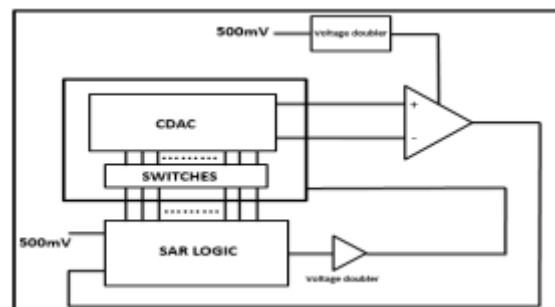 500mV
Voltage doubler
+
CDAC
-
SWITCHES
500mV
SAR LOGIC
Voltage doubler